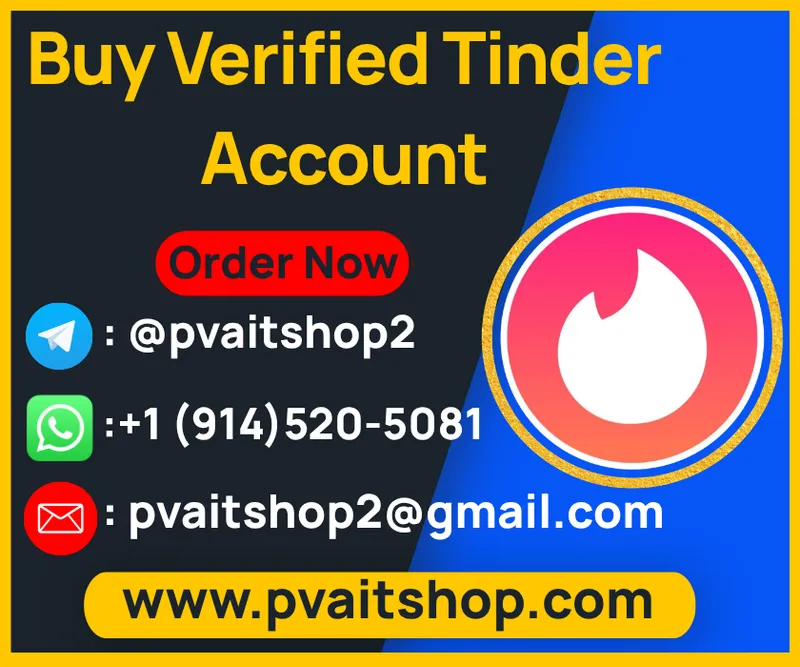 Buy Verified Tinder
Account
Order Now
: @pvaitshop2
:+1 (914)520-5081
: pvaitshop2@gmail.com
www.pvaitshop.com